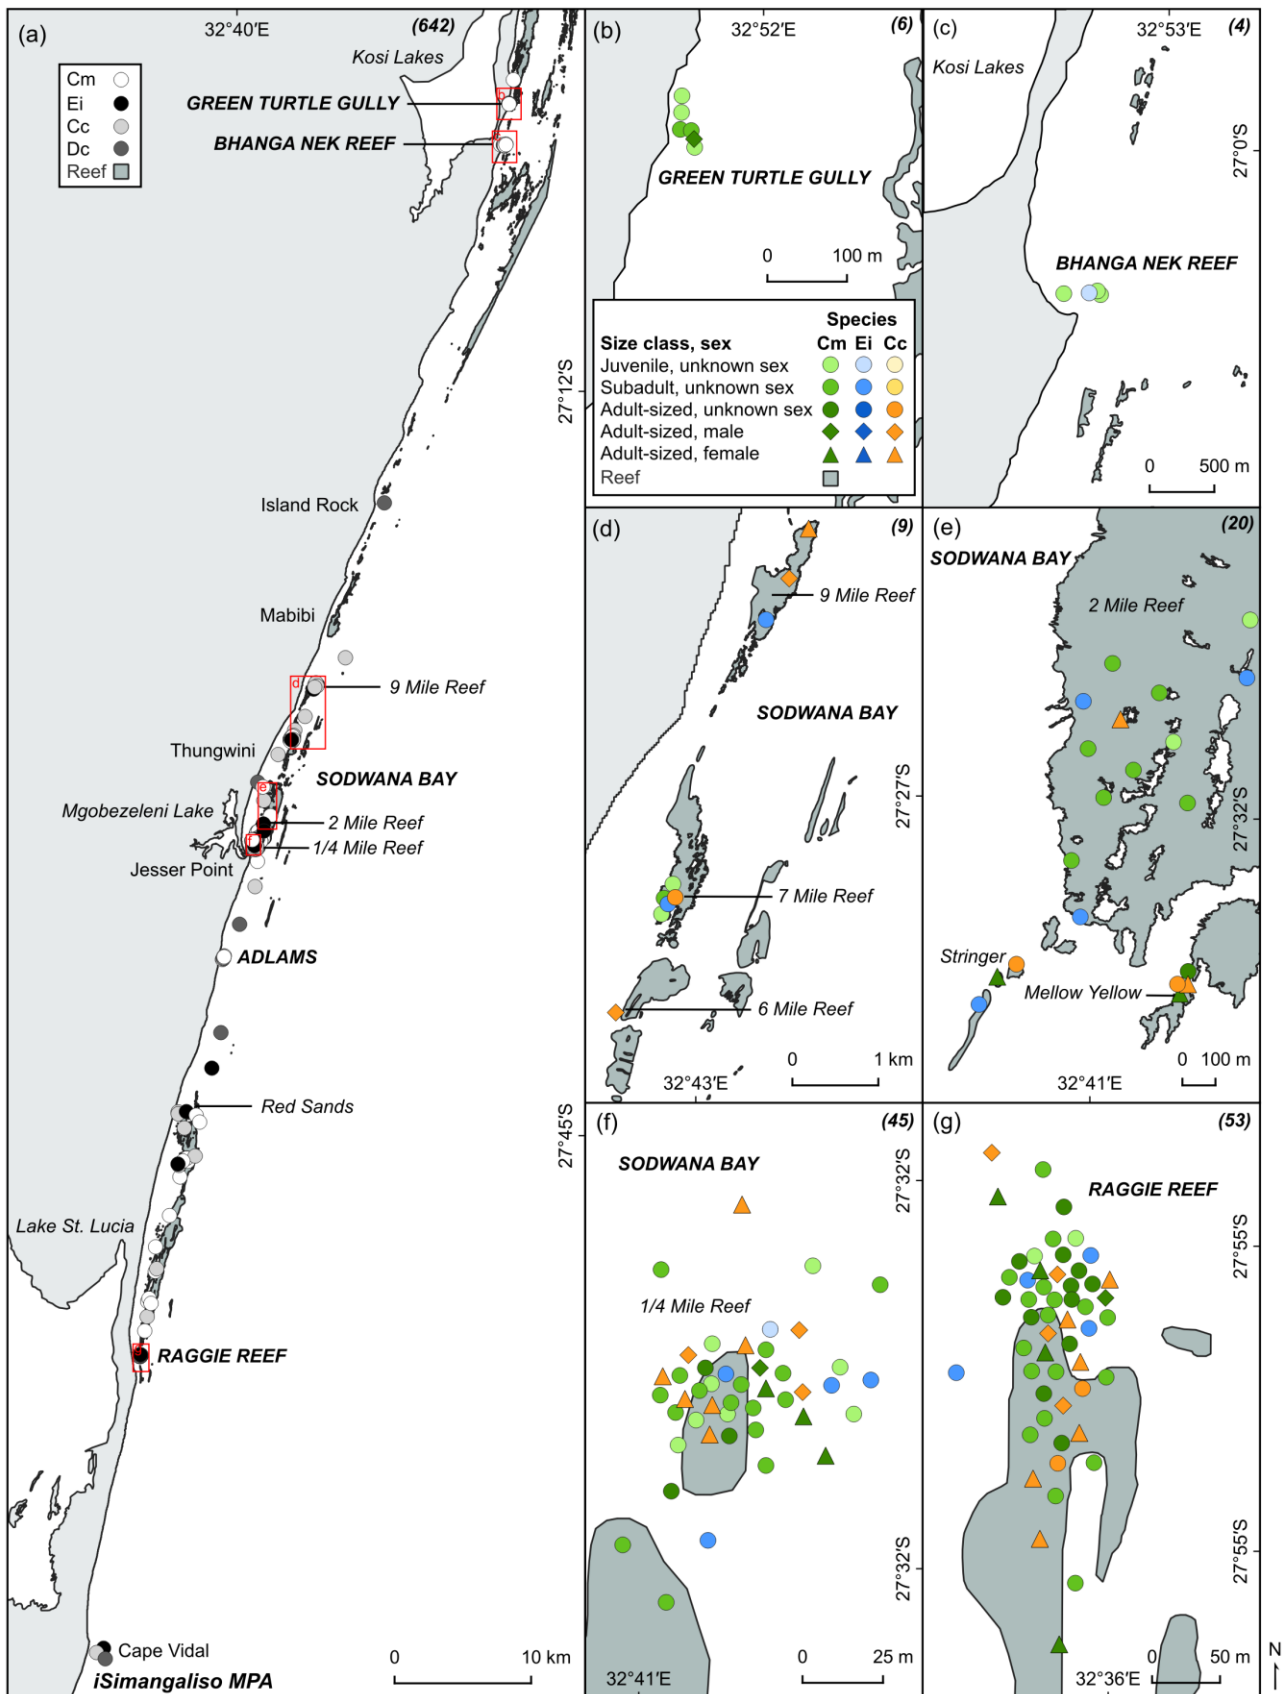 (a)
32°40'E
(642)
Kosi Lakes
Cm
Ei
Cc
Dc
Reef
GREEN TURTLE GULLY
BHANGA NEK REEF
b
27°12'S
Island Rock
Mabibi
d
9 Mile Reef
Thungwini
SODWANA BAY
e
Mgobezeleni Lake
2 Mile Reef
1/4 Mile Reef
Jesser Point
ADLAMS
27°45'S
Red Sands
Lake St. Lucia
RAGGIE REEF
Cape Vidal
iSimangaliso MPA
0 10 km
(b)
32°52'E
(6)
GREEN TURTLE GULLY
0 100 m
Species
Size class, sex Cm Ei Cc
Juvenile, unknown sex
Subadult, unknown sex
Adult-sized, unknown sex
Adult-sized, male
Adult-sized, female
Reef
(c)
32°53'E
(4)
Kosi Lakes
27°0'S
BHANGA NEK REEF
0 500 m
(d)
(9)
9 Mile Reef
SODWANA BAY
27°27'S
7 Mile Reef
6 Mile Reef
32°43'E
0 1 km
(e)
(20)
SODWANA BAY
2 Mile Reef
27°32'S
Stringer
Mellow Yellow
32°41'E
0 100 m
(f)
(45)
SODWANA BAY
27°32'S
1/4 Mile Reef
27°32'S
32°41'E
0 25 m
(g)
(53)
RAGGIE REEF
27°55'S
27°55'S
32°36'E
0 50 m
N